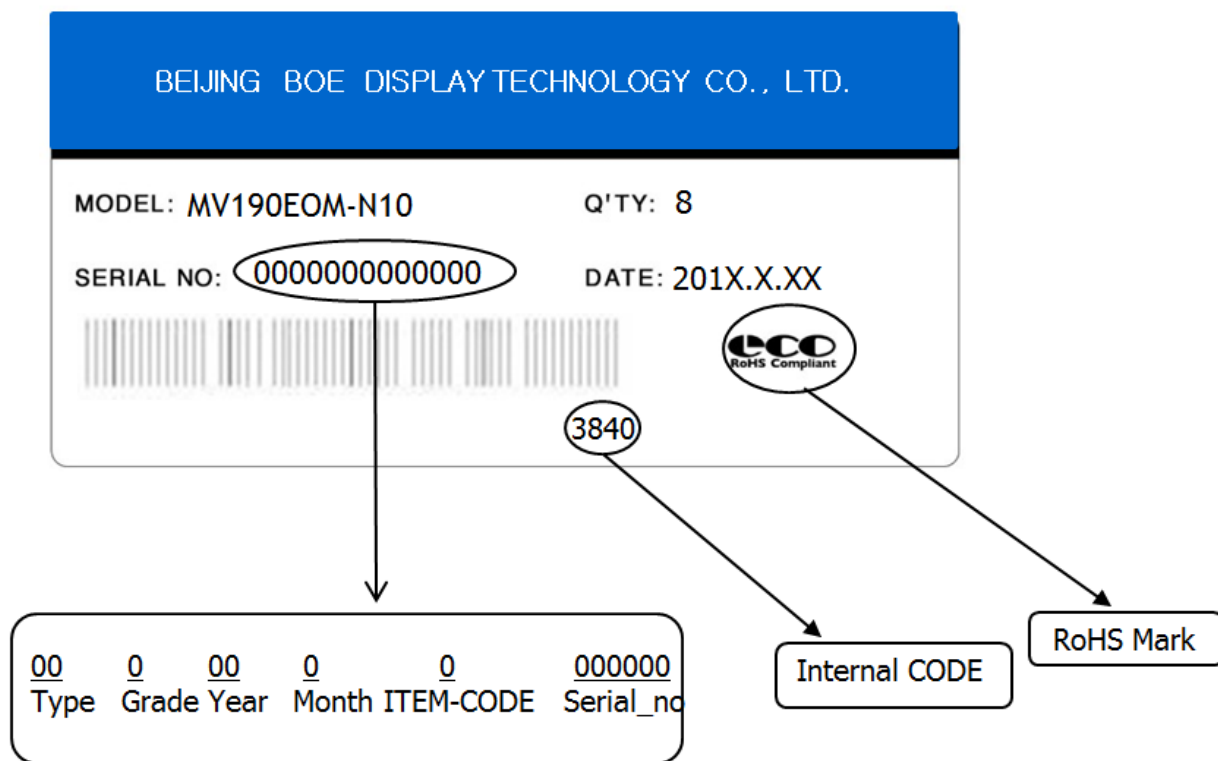 BEIJING BOE DISPLAY TECHNOLOGY CO., LTD.
MODEL: MV190EOM-N10 Q'TY: 8
SERIAL NO: 0000000000000 DATE: 201X.X.XX
eco
RoHS Compliant
3840
00 0 00 0 0 000000
Type Grade Year Month ITEM-CODE Serial_no
Internal CODE
RoHS Mark